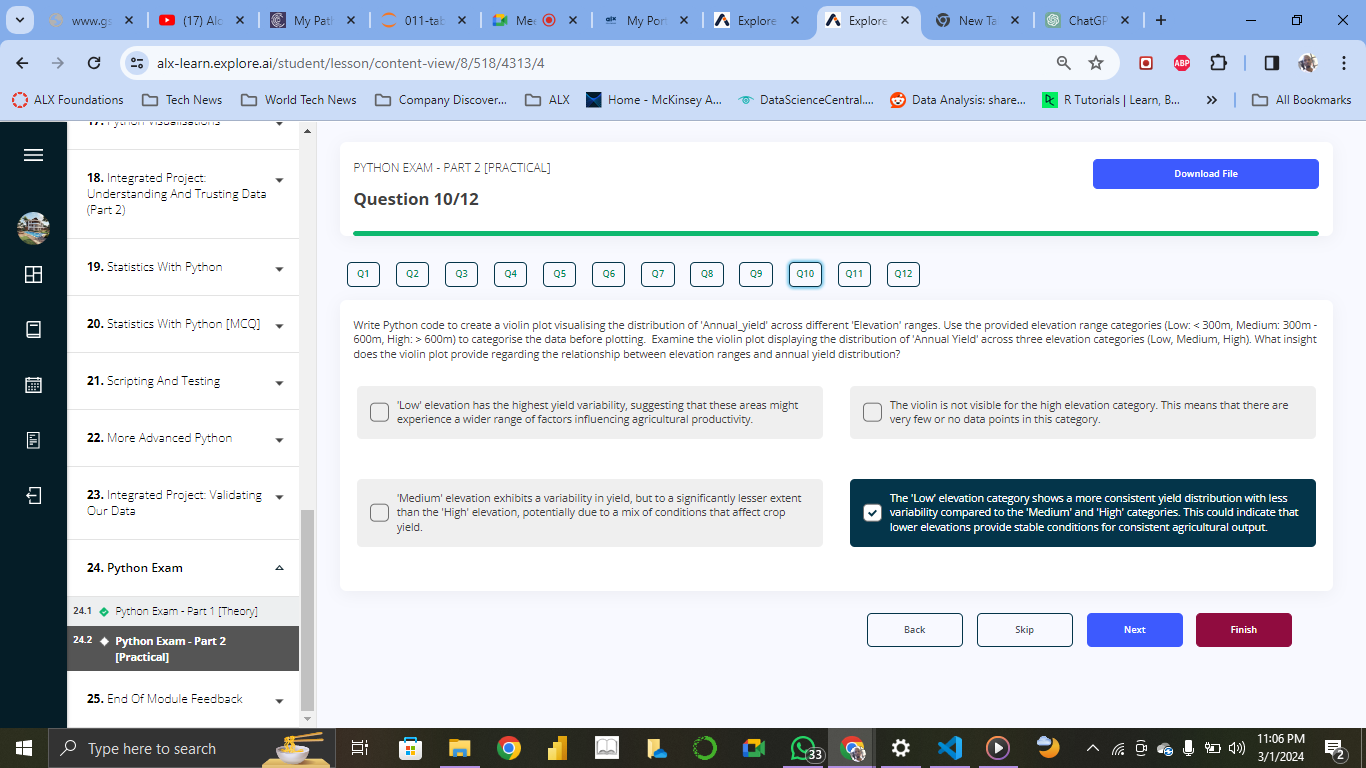 www.gs
(17) Al
My Path
011-tab
Mee
My Port
Explore
Explore
New Ta
ChatGP
alx-learn.explore.ai/student/lesson/content-view/8/518/4313/4
ABP
ALX Foundations
Tech News
World Tech News
Company Discover...
ALX
Home - McKinsey A...
DataScienceCentral....
Data Analysis: share...
R Tutorials | Learn, B...
»
All Bookmarks
17. Python Visualisations
18. Integrated Project:
Understanding And Trusting Data
(Part 2)
19. Statistics With Python
20. Statistics With Python [MCQ]
21. Scripting And Testing
22. More Advanced Python
23. Integrated Project: Validating
Our Data
24. Python Exam
24.1 Python Exam - Part 1 [Theory]
24.2 Python Exam - Part 2
[Practical]
25. End Of Module Feedback
PYTHON EXAM - PART 2 [PRACTICAL]
Question 10/12
Download File
Q1 Q2 Q3 Q4 Q5 Q6 Q7 Q8 Q9 Q10 Q11 Q12
Write Python code to create a violin plot visualising the distribution of 'Annual_yield' across different 'Elevation' ranges. Use the provided elevation range categories (Low: < 300m, Medium: 300m -
600m, High: > 600m) to categorise the data before plotting. Examine the violin plot displaying the distribution of 'Annual Yield' across three elevation categories (Low, Medium, High). What insight
does the violin plot provide regarding the relationship between elevation ranges and annual yield distribution?
'Low' elevation has the highest yield variability, suggesting that these areas might
experience a wider range of factors influencing agricultural productivity.
The violin is not visible for the high elevation category. This means that there are
very few or no data points in this category.
'Medium' elevation exhibits a variability in yield, but to a significantly lesser extent
than the 'High' elevation, potentially due to a mix of conditions that affect crop
yield.
The 'Low' elevation category shows a more consistent yield distribution with less
variability compared to the 'Medium' and 'High' categories. This could indicate that
lower elevations provide stable conditions for consistent agricultural output.
Back
Skip
Next
Finish
Type here to search
33
11:06 PM
3/1/2024
2